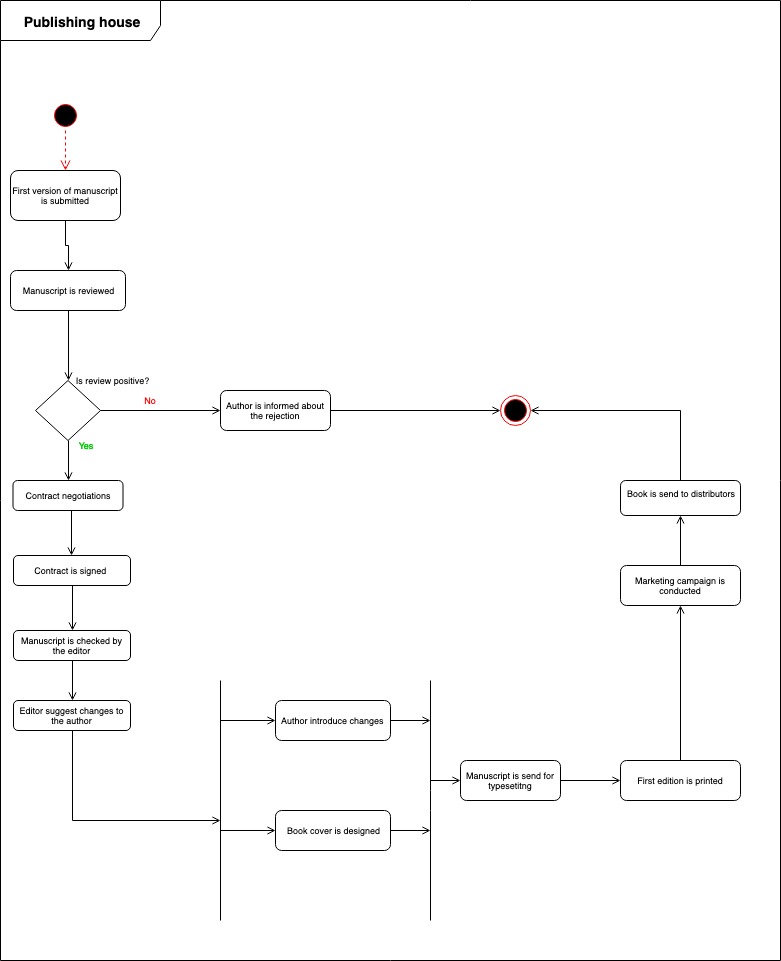 Publishing house
First version of manuscript
is submitted
Manuscript is reviewed
Is review positive?
No
Author is informed about
the rejection
Yes
Contract negotiations
Book is send to distributors
Contract is signed
Marketing campaign is
conducted
Manuscript is checked by
the editor
Editor suggest changes to
the author
Author introduce changes
Manuscript is send for
typesetitng
First edition is printed
Book cover is designed